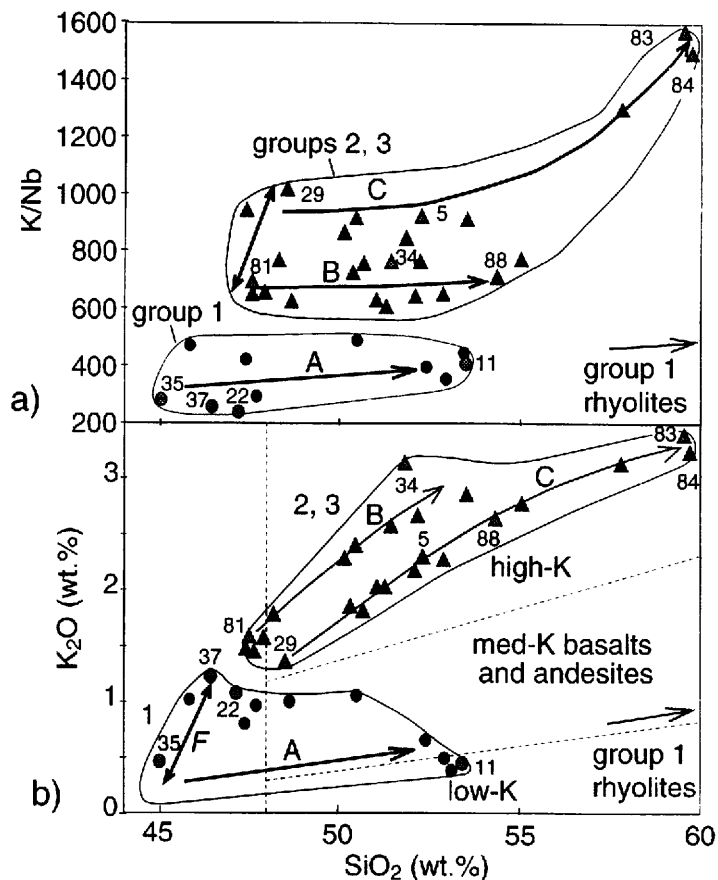 1600
1400
1200
1000
800
600
400
200
K/Nb
a)
83
84
groups 2, 3
29
C
5
34
81
B
88
group 1
A
11
35
37
22
group 1
rhyolites
3
2
1
0
K₂O (wt.%)
b)
83
84
2, 3
34
B
C
5
88
high-K
81
29
med-K basalts
and andesites
37
1
22
35
F
A
11
low-K
group 1
rhyolites
45
50
55
60
SiO₂ (wt.%)